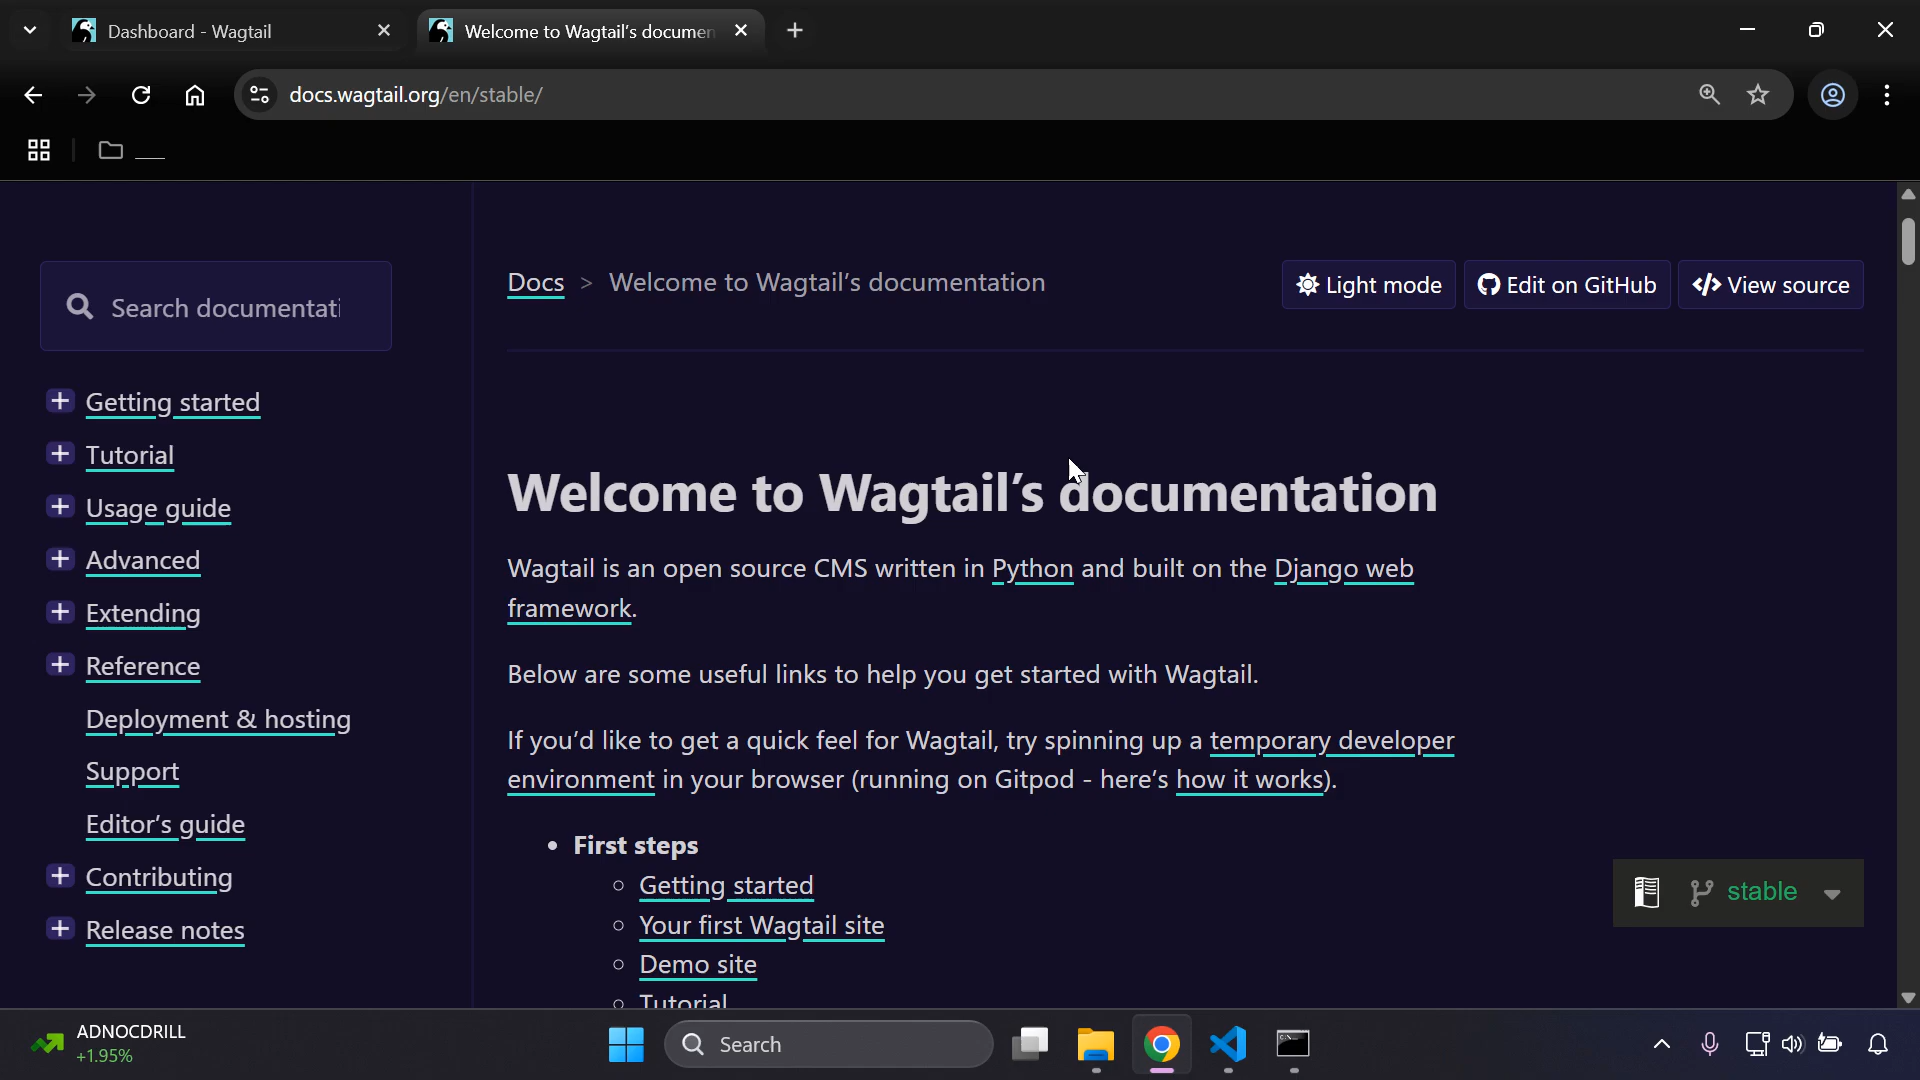 Dashboard - Wagtail
Welcome to Wagtail's documen
docs.wagtail.org/en/stable/
Search documentati
Getting started
Tutorial
Usage guide
Advanced
Extending
Reference
Deployment & hosting
Support
Editor's guide
Contributing
Release notes
Docs > Welcome to Wagtail's documentation
Light mode
Edit on GitHub
View source
Welcome to Wagtail's documentation
Wagtail is an open source CMS written in Python and built on the Django web
framework.
Below are some useful links to help you get started with Wagtail.
If you'd like to get a quick feel for Wagtail, try spinning up a temporary developer
environment in your browser (running on Gitpod - here's how it works).
• First steps
Getting started
Your first Wagtail site
Demo site
Tutorial
stable
ADNOCDRILL
+1.95%
Search